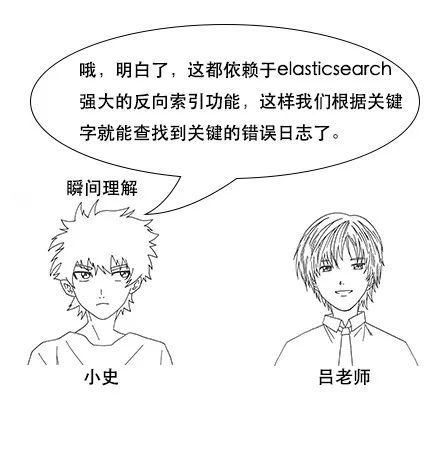 哦，明白了，这都依赖于elasticsearch
强大的反向索引功能，这样我们根据关键
字就能查找到关键的错误日志了。
瞬间理解
小史
吕老师